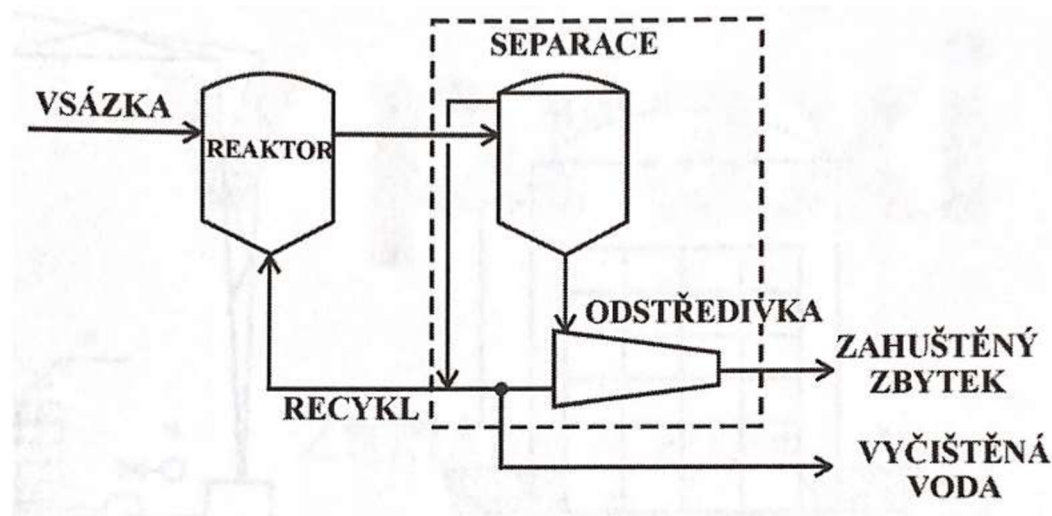 SEPARACE
VSÁZKA
REAKTOR
ODSTŘEDIVKA
ZAHUŠTĚNÝ
ZBYTEK
RECYKL
VYČIŠTĚNÁ
VODA